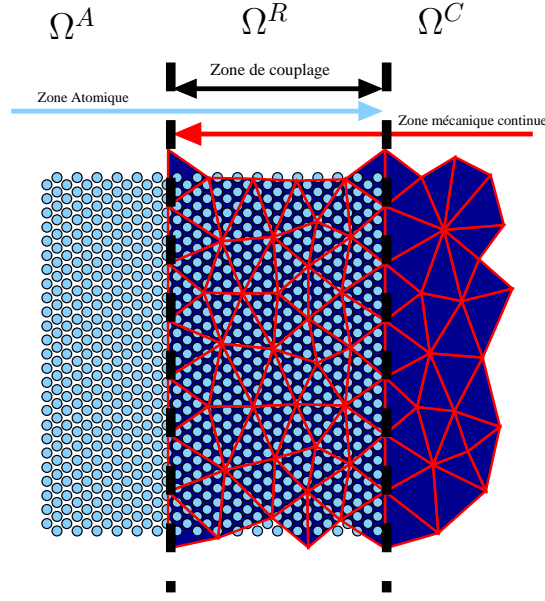 Ω^A Ω^R Ω^C
Zone de couplage
Zone Atomique
Zone mécanique continue